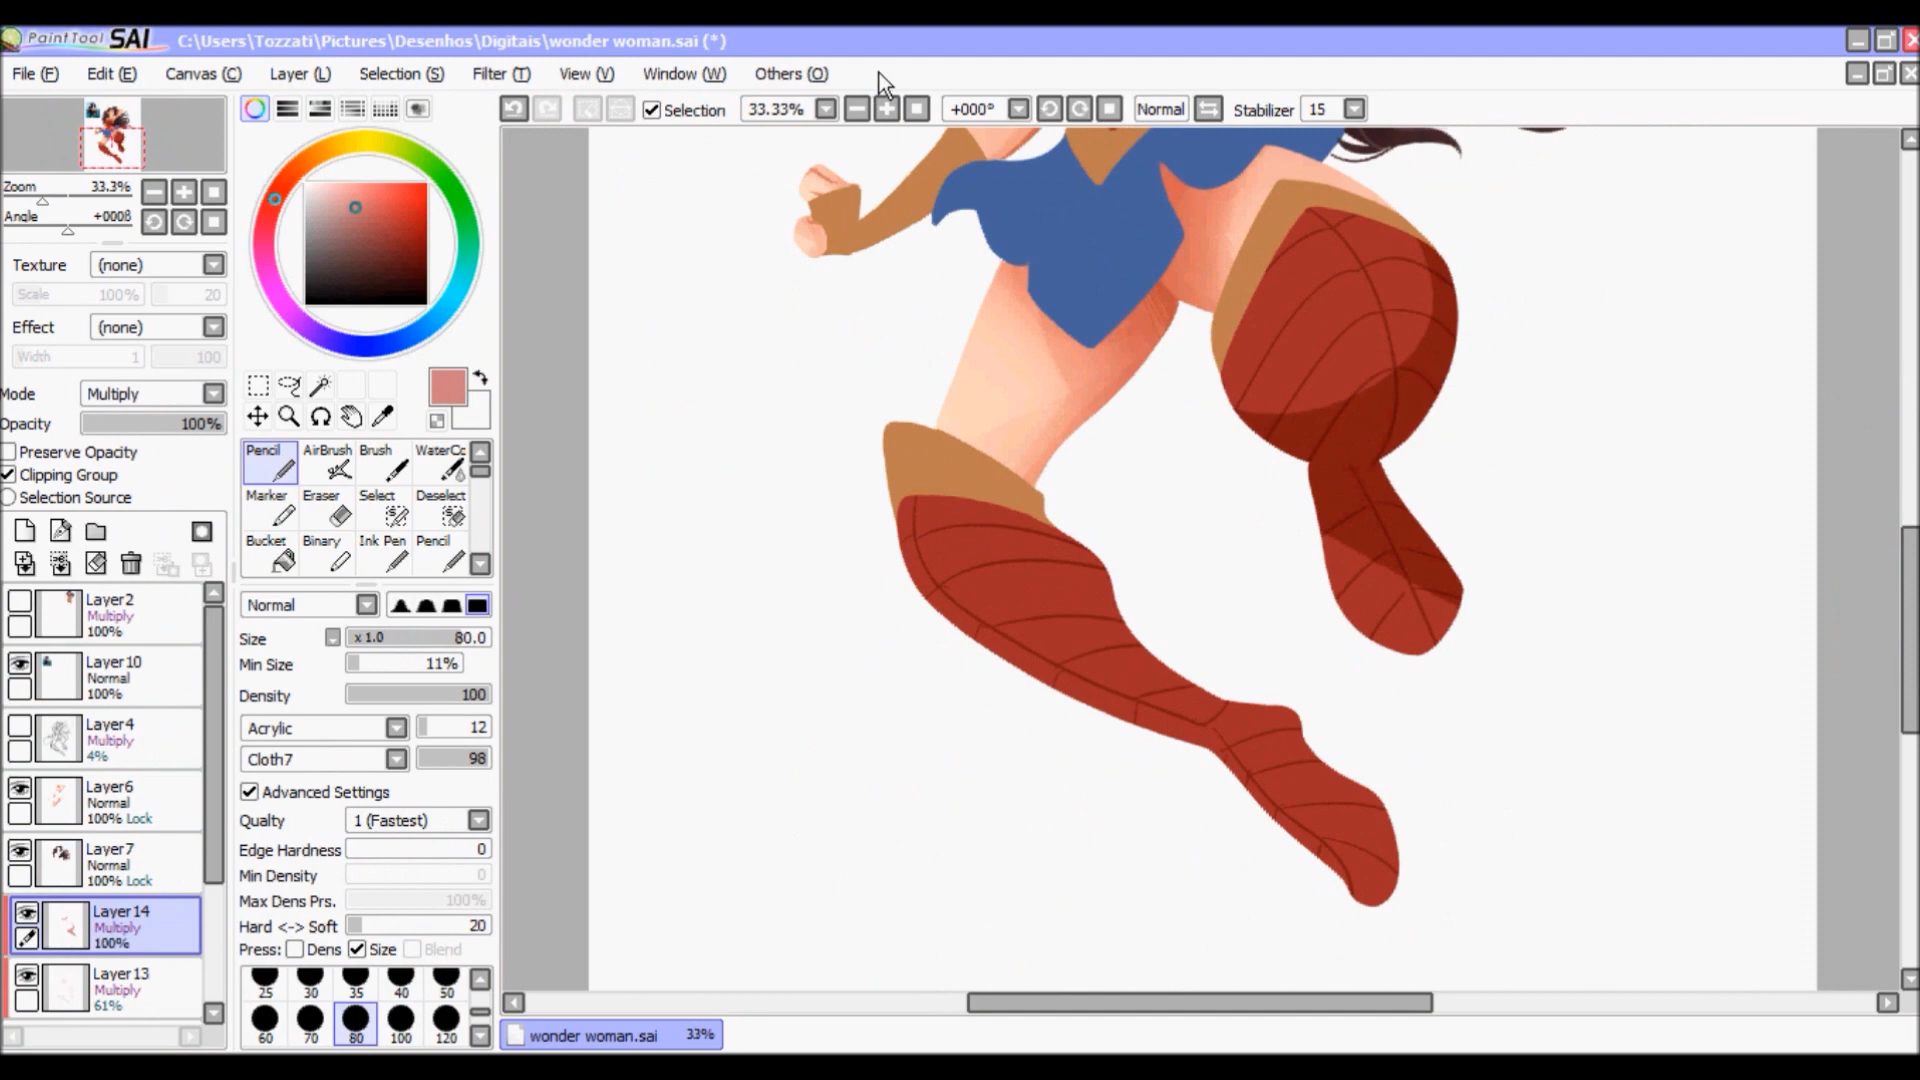 PaintTool SAI C:\Users\Tozzati\Pictures\Desenhos\Digitais\wonder woman.sai (*)
File (F) Edit (E) Canvas (C) Layer (L) Selection (S) Filter (T) View (V) Window (W) Others (O)
Selection 33.33% +000° Normal Stabilizer 15
Zoom 33.3%
Angle +000ß
Texture (none)
Scale 100% 20
Effect (none)
Width 1 100
Mode Multiply
Opacity 100%
Preserve Opacity
Clipping Group
Selection Source
Layer2
Multiply
100%
Layer10
Normal
100%
Layer4
Multiply
4%
Layer6
Normal
100% Lock
Layer7
Normal
100% Lock
Layer14
Multiply
100%
Layer13
Multiply
61%
Pencil AirBrush Brush WaterCc
Marker Eraser Select Deselect
Bucket Binary Ink Pen Pencil
Normal
Size x 1.0 80.0
Min Size 11%
Density 100
Acrylic 12
Cloth7 98
Advanced Settings
Qualty 1 (Fastest)
Edge Hardness 0
Min Density 0
Max Dens Prs. 100%
Hard <-> Soft 20
Press: Dens Size Blend
25 30 35 40 50
60 70 80 100 120
wonder woman.sai 33%